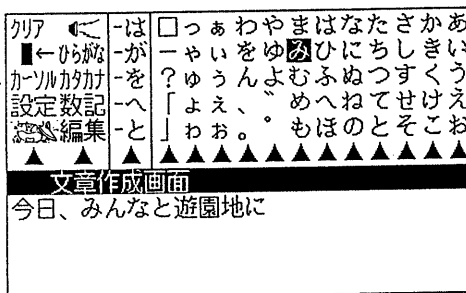 クリア -は □っぁわやまはなたさかあ
←ひらがな -が ーゃぃをゆみひにちしきい
カーソルカタカナ -を ？ゅぅんよむふぬつすくう
設定数記 -へ 「ょぇ、゛めへねてせけえ
編集 -と 」ゎぉ。゜もほのとそこお
▲▲▲▲▲▲▲▲▲▲▲▲▲▲
文章作成画面
今日、みんなと遊園地に